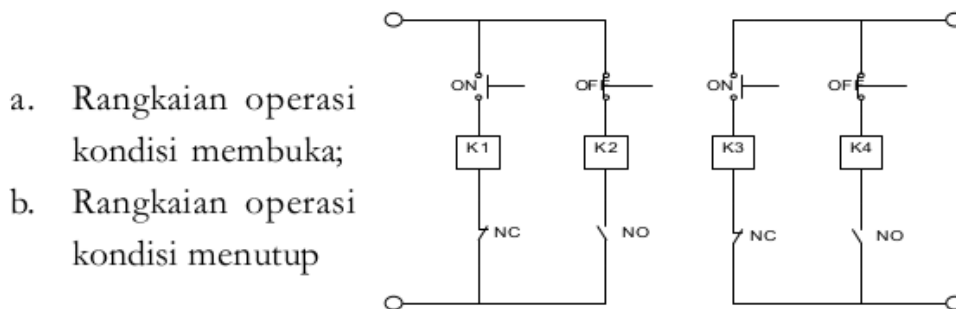 a. Rangkaian operasi
kondisi membuka;
b. Rangkaian operasi
kondisi menutup
ON OFF ON OFF
K1 K2 K3 K4
NC NO NC NO